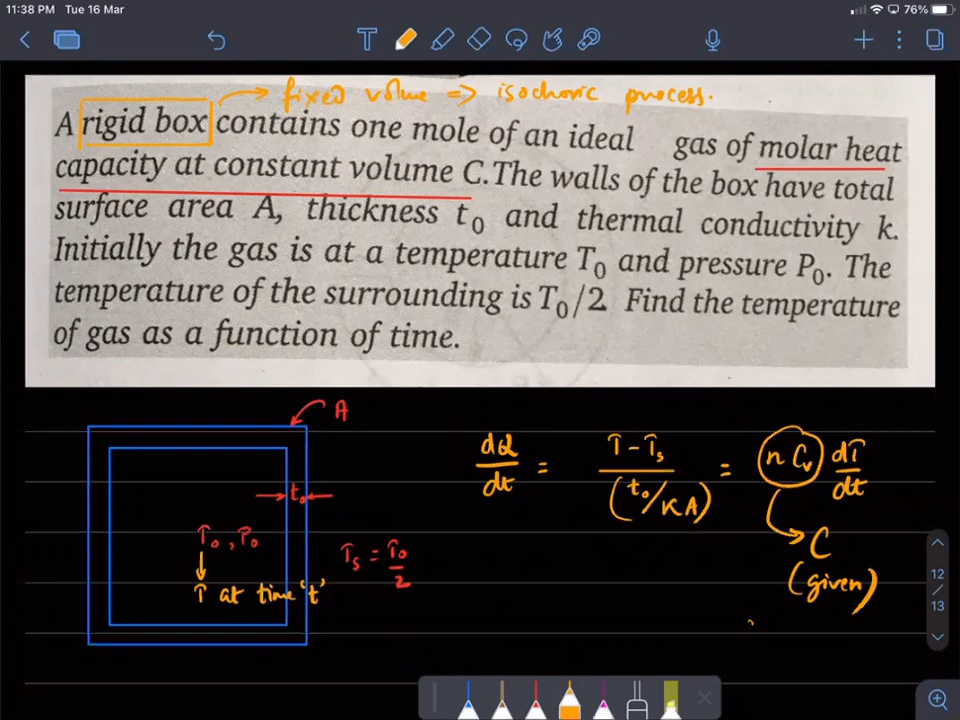 11:38 PM Tue 16 Mar
76%
fixed volume => isochoric process.
A rigid box contains one mole of an ideal gas of molar heat
capacity at constant volume C.The walls of the box have total
surface area A, thickness t₀ and thermal conductivity k.
Initially the gas is at a temperature T₀ and pressure P₀. The
temperature of the surrounding is T₀/2 Find the temperature
of gas as a function of time.
A
dQ/dt = (T - Tₛ)/(t₀/KA) = n Cᵥ dT/dt
t₀
C
(given)
T₀, P₀
Tₛ = T₀/2
T at time 't'
12
/
13